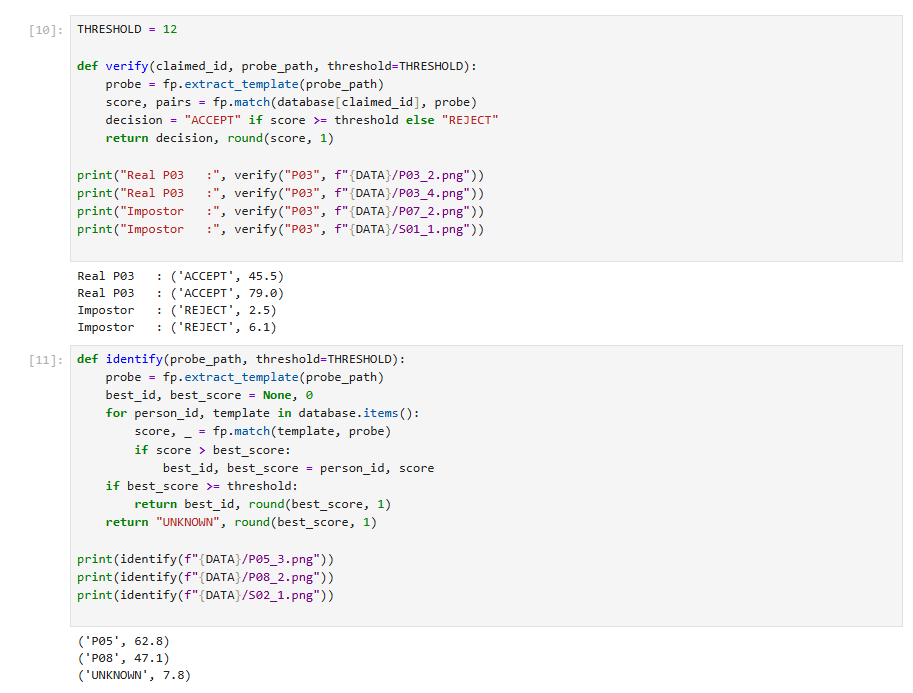 [10]: THRESHOLD = 12

def verify(claimed_id, probe_path, threshold=THRESHOLD):
    probe = fp.extract_template(probe_path)
    score, pairs = fp.match(database[claimed_id], probe)
    decision = "ACCEPT" if score >= threshold else "REJECT"
    return decision, round(score, 1)

print("Real P03   :", verify("P03", f"{DATA}/P03_2.png"))
print("Real P03   :", verify("P03", f"{DATA}/P03_4.png"))
print("Impostor   :", verify("P03", f"{DATA}/P07_2.png"))
print("Impostor   :", verify("P03", f"{DATA}/S01_1.png"))

Real P03   : ('ACCEPT', 45.5)
Real P03   : ('ACCEPT', 79.0)
Impostor   : ('REJECT', 2.5)
Impostor   : ('REJECT', 6.1)

[11]: def identify(probe_path, threshold=THRESHOLD):
    probe = fp.extract_template(probe_path)
    best_id, best_score = None, 0
    for person_id, template in database.items():
        score, _ = fp.match(template, probe)
        if score > best_score:
            best_id, best_score = person_id, score
    if best_score >= threshold:
        return best_id, round(best_score, 1)
    return "UNKNOWN", round(best_score, 1)

print(identify(f"{DATA}/P05_3.png"))
print(identify(f"{DATA}/P08_2.png"))
print(identify(f"{DATA}/S02_1.png"))

('P05', 62.8)
('P08', 47.1)
('UNKNOWN', 7.8)